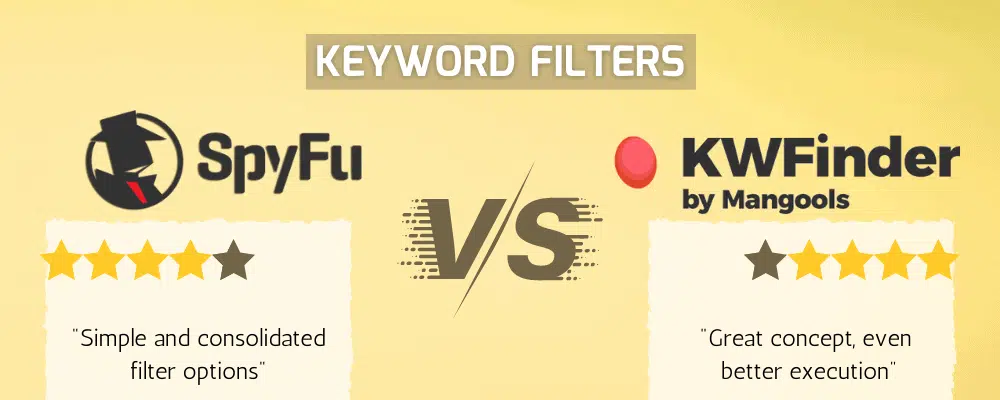 KEYWORD FILTERS
SpyFu
KWFinder
by Mangools
VS
"Simple and consolidated
filter options"
"Great concept, even
better execution"